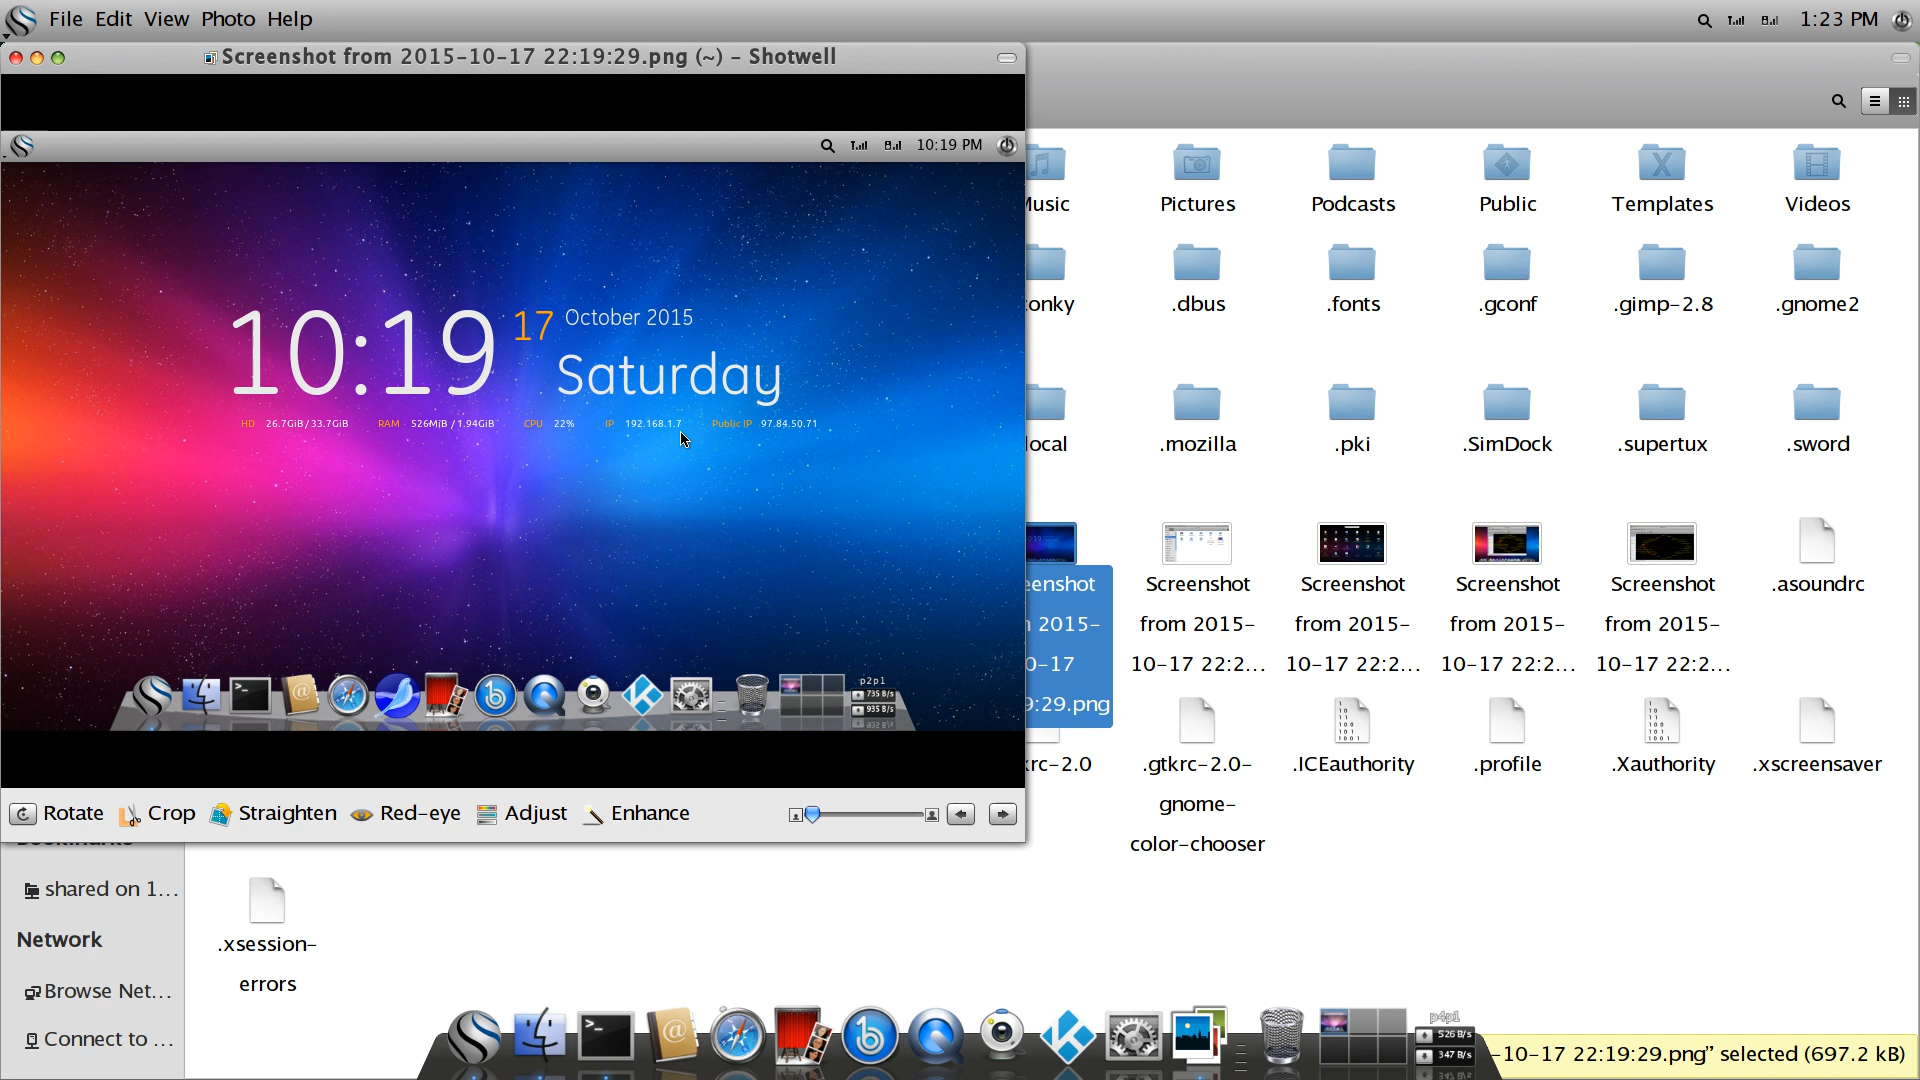 File Edit View Photo Help
1:23 PM
Screenshot from 2015-10-17 22:19:29.png (~) - Shotwell
10:19 PM
10:19 17 October 2015
Saturday
HD 26.7GiB/33.7GiB RAM 526MiB/1.94GiB CPU 22% IP 192.168.1.7 Public IP 97.84.50.71
p2p1
735 B/s
935 B/s
Rotate Crop Straighten Red-eye Adjust Enhance
Music Pictures Podcasts Public Templates Videos
onky .dbus .fonts .gconf .gimp-2.8 .gnome2
local .mozilla .pki .SimDock .supertux .sword
eenshot Screenshot Screenshot Screenshot Screenshot .asoundrc
2015- from 2015- from 2015- from 2015- from 2015-
0-17 10-17 22:2... 10-17 22:2... 10-17 22:2... 10-17 22:2...
9:29.png
rc-2.0 .gtkrc-2.0- .ICEauthority .profile .Xauthority .xscreensaver
gnome-
color-chooser
Bookmarks
shared on 1...
Network
Browse Net...
Connect to ...
.xsession-
errors
p4p1
526 B/s
347 B/s
-10-17 22:19:29.png" selected (697.2 kB)